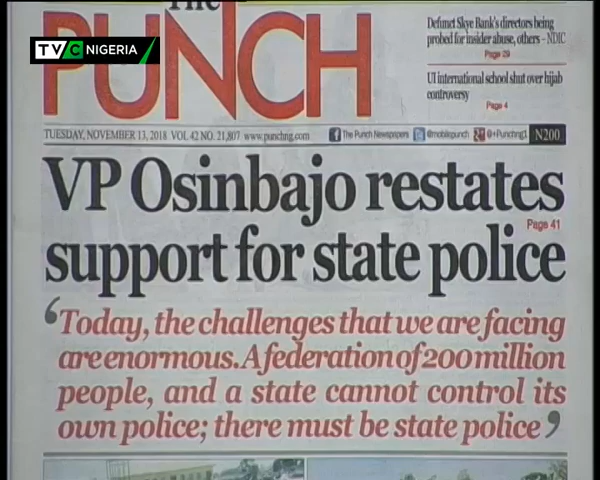 The
PUNCH
TVC NIGERIA
Defunct Skye Bank's directors being
probed for insider abuse, others – NDIC
Page 29
UI international school shut over hijab
controversy
Page 4
TUESDAY, NOVEMBER 13, 2018 VOL. 42 NO. 21,807 www.punchng.com The Punch Newspapers @mobilepunch g+Punchng1 N200
VP Osinbajo restates
Page 41
support for state police
‘Today, the challenges that we are facing
are enormous. A federation of 200 million
people, and a state cannot control its
own police; there must be state police’